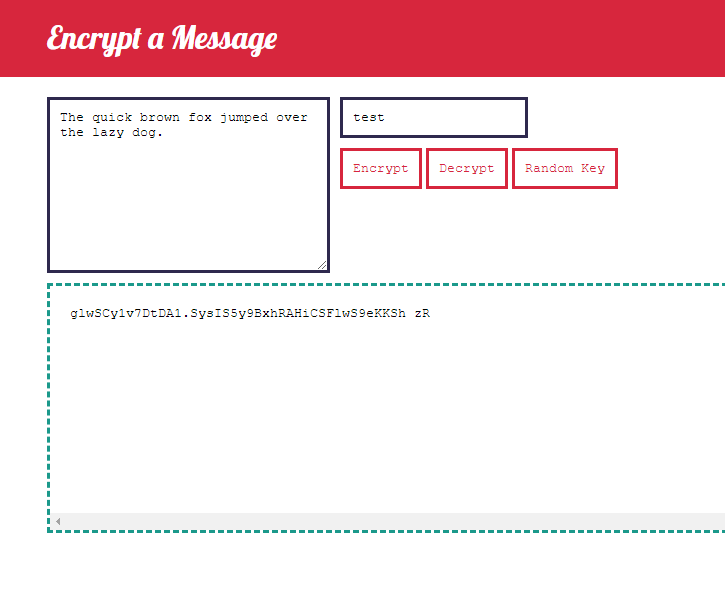 Encrypt a Message
The quick brown fox jumped over
the lazy dog.
test
Encrypt
Decrypt
Random Key
glwSCy1v7DtDA1.SysIS5y9BxhRAHiCSFlwS9eKKSh zR